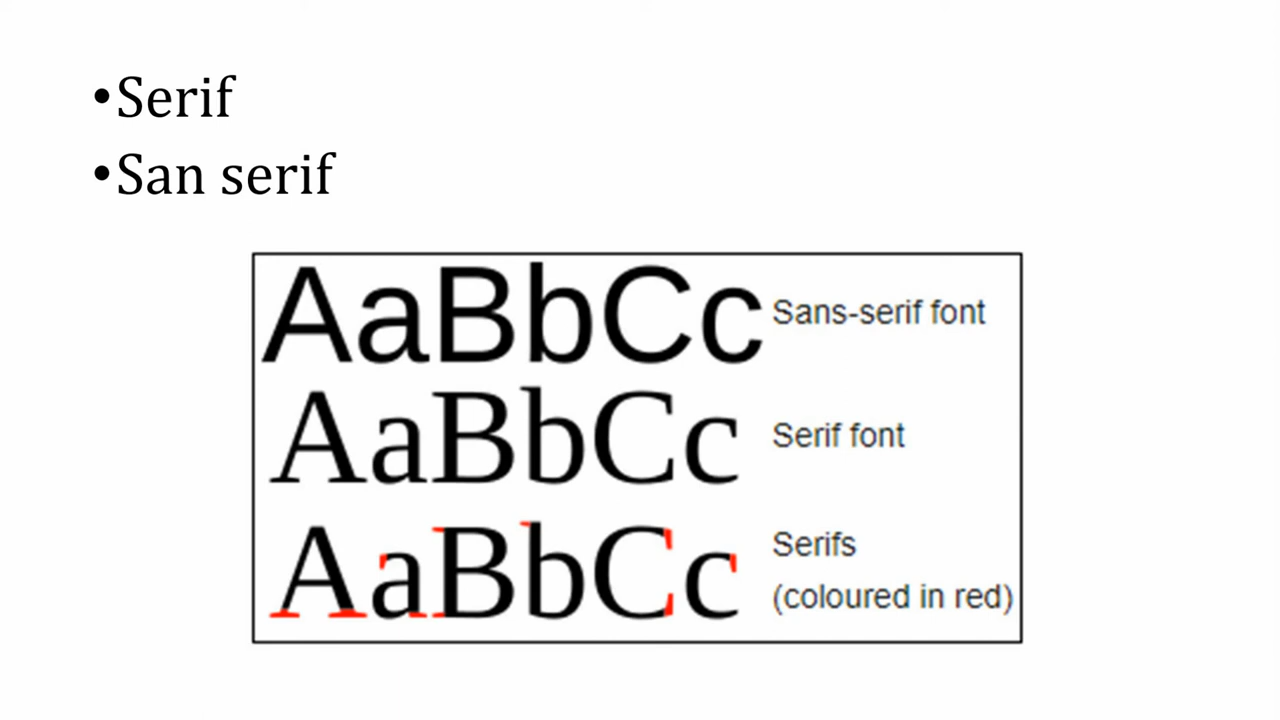 •Serif
•San serif
AaBbCc Sans-serif font
AaBbCc Serif font
AaBbCc Serifs
(coloured in red)